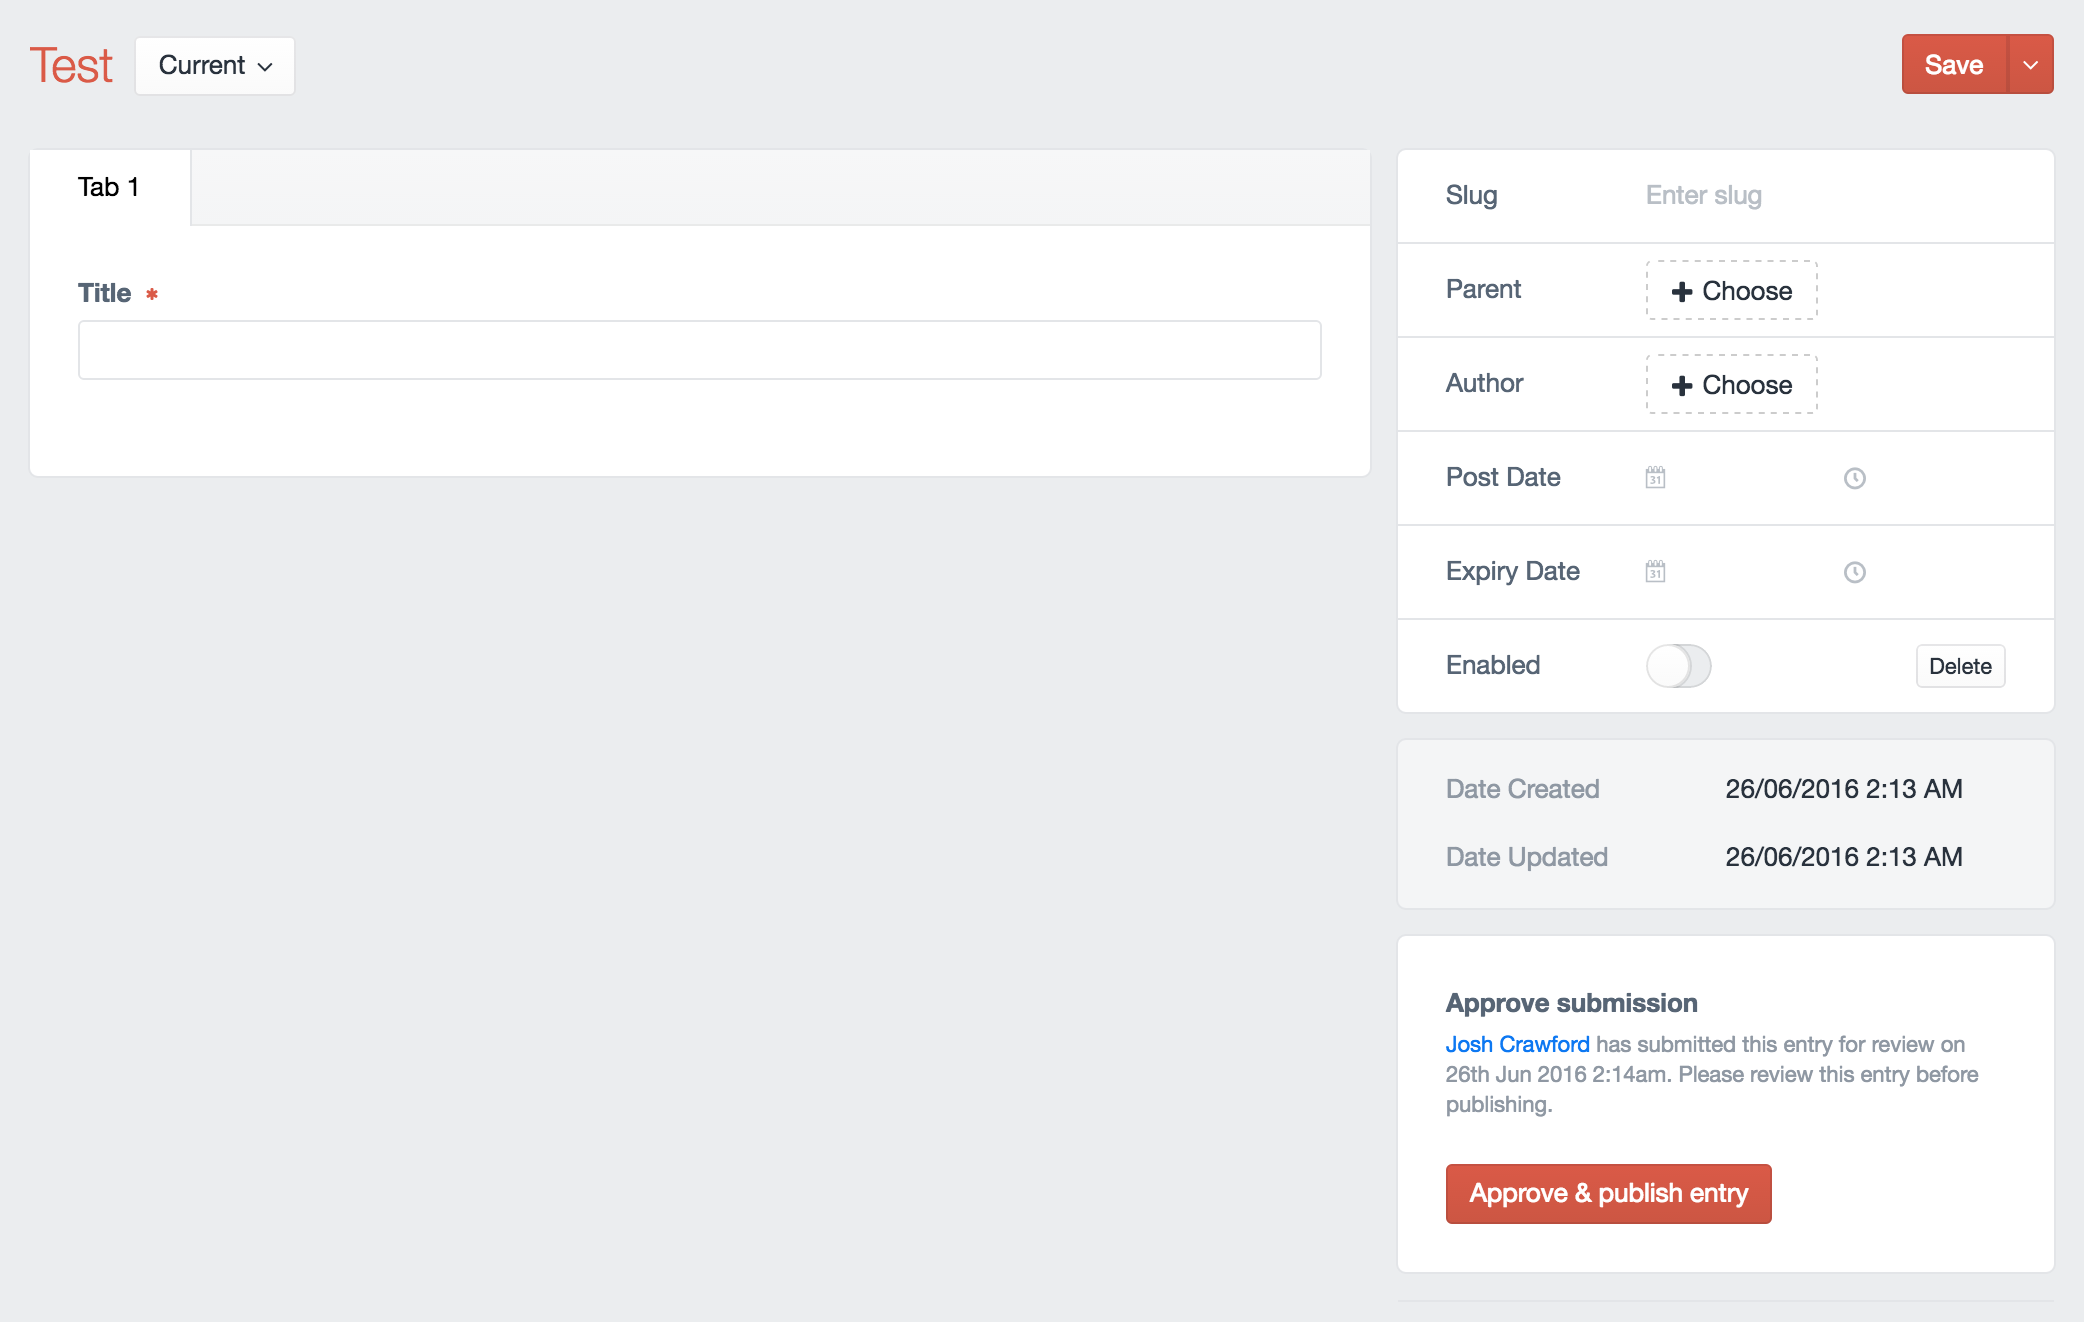 Test
Current
Save
Tab 1
Title *
Slug Enter slug
Parent + Choose
Author + Choose
Post Date 31
Expiry Date 31
Enabled Delete
Date Created 26/06/2016 2:13 AM
Date Updated 26/06/2016 2:13 AM
Approve submission
Josh Crawford has submitted this entry for review on
26th Jun 2016 2:14am. Please review this entry before
publishing.
Approve & publish entry